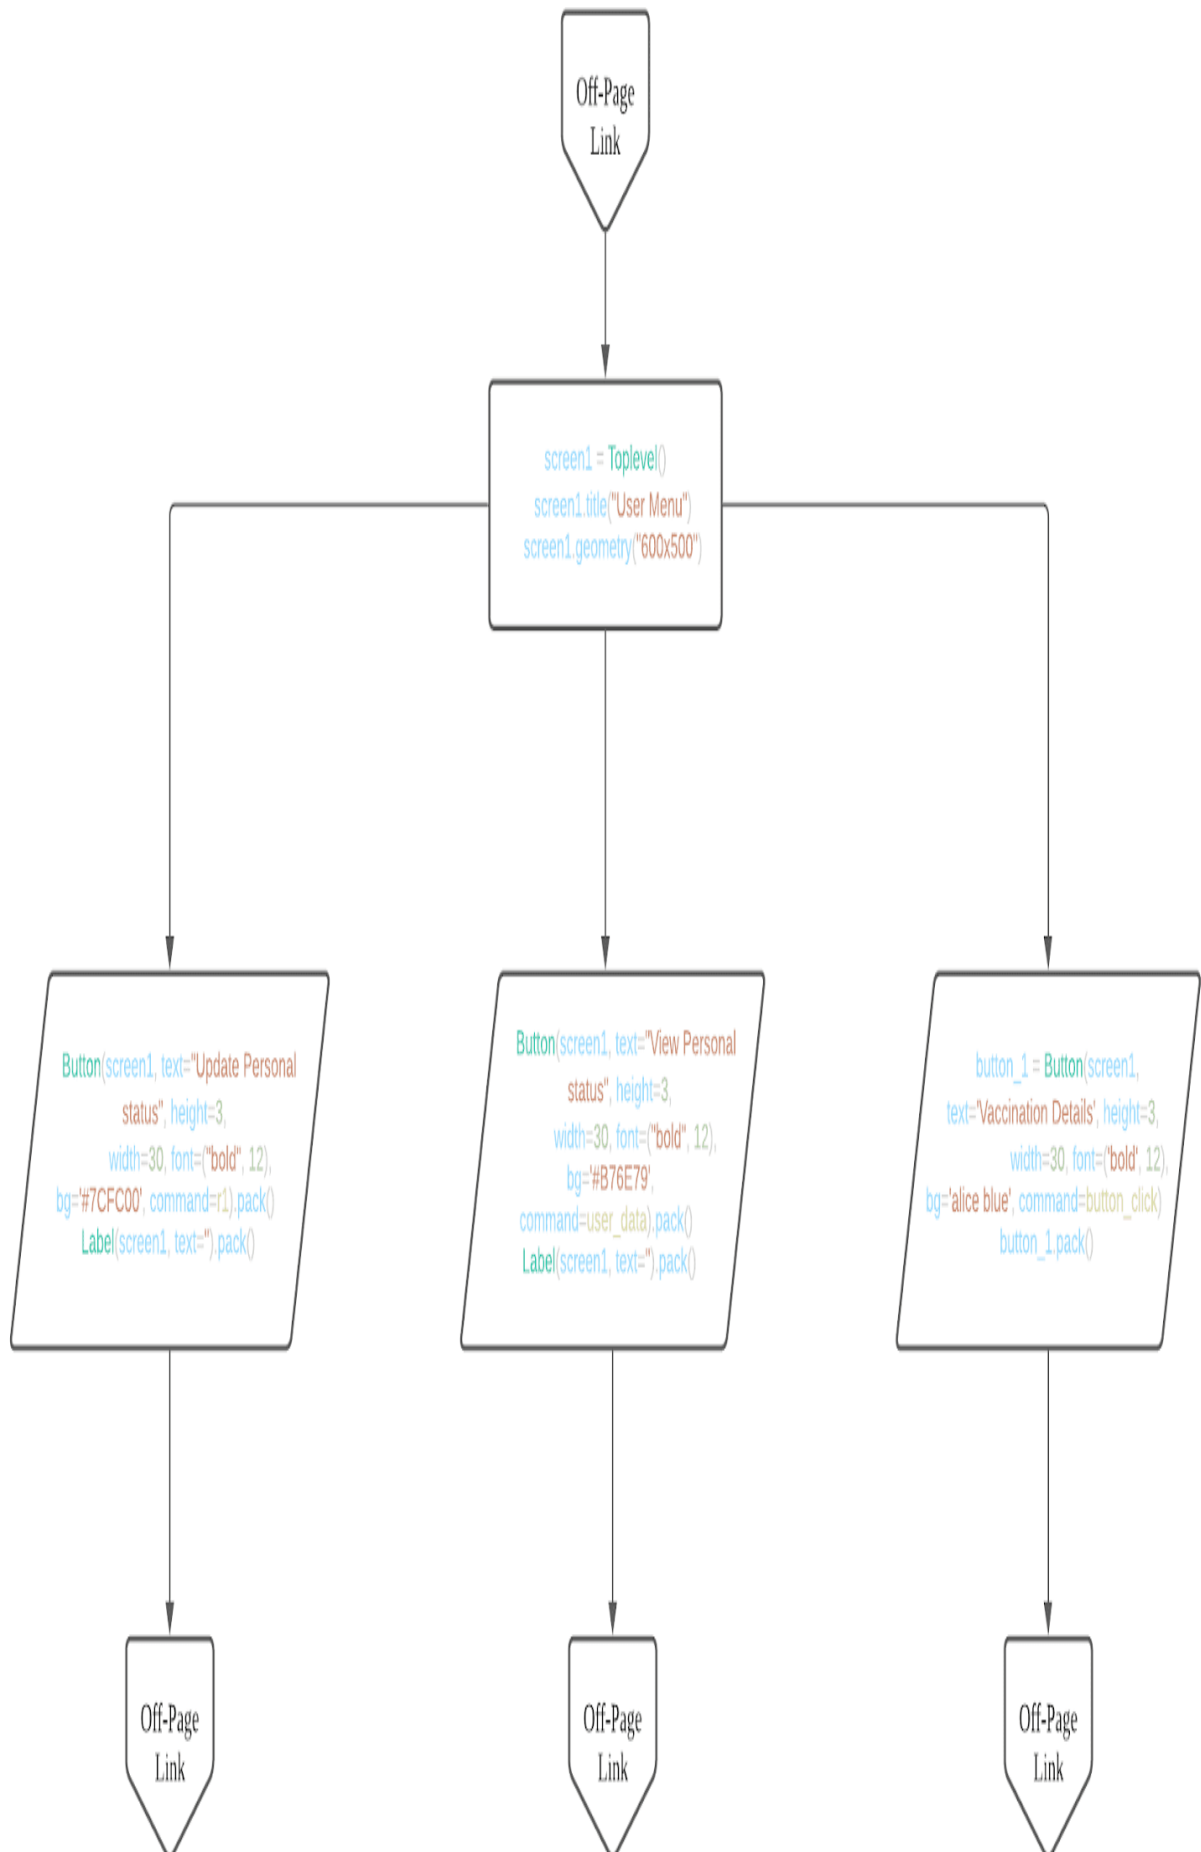 Off-Page
Link
screen1 = Toplevel()
screen1.title("User Menu")
screen1.geometry("600x500")
Button(screen1, text="Update Personal
status", height=3,
width=30, font=("bold", 12),
bg='#7CFC00', command=r1).pack()
Label(screen1, text='').pack()
Button(screen1, text="View Personal
status", height=3,
width=30, font=("bold", 12),
bg='#B76E79',
command=user_data).pack()
Label(screen1, text='').pack()
button_1 = Button(screen1,
text='Vaccination Details', height=3,
width=30, font=('bold', 12),
bg='alice blue', command=button_click)
button_1.pack()
Off-Page
Link
Off-Page
Link
Off-Page
Link